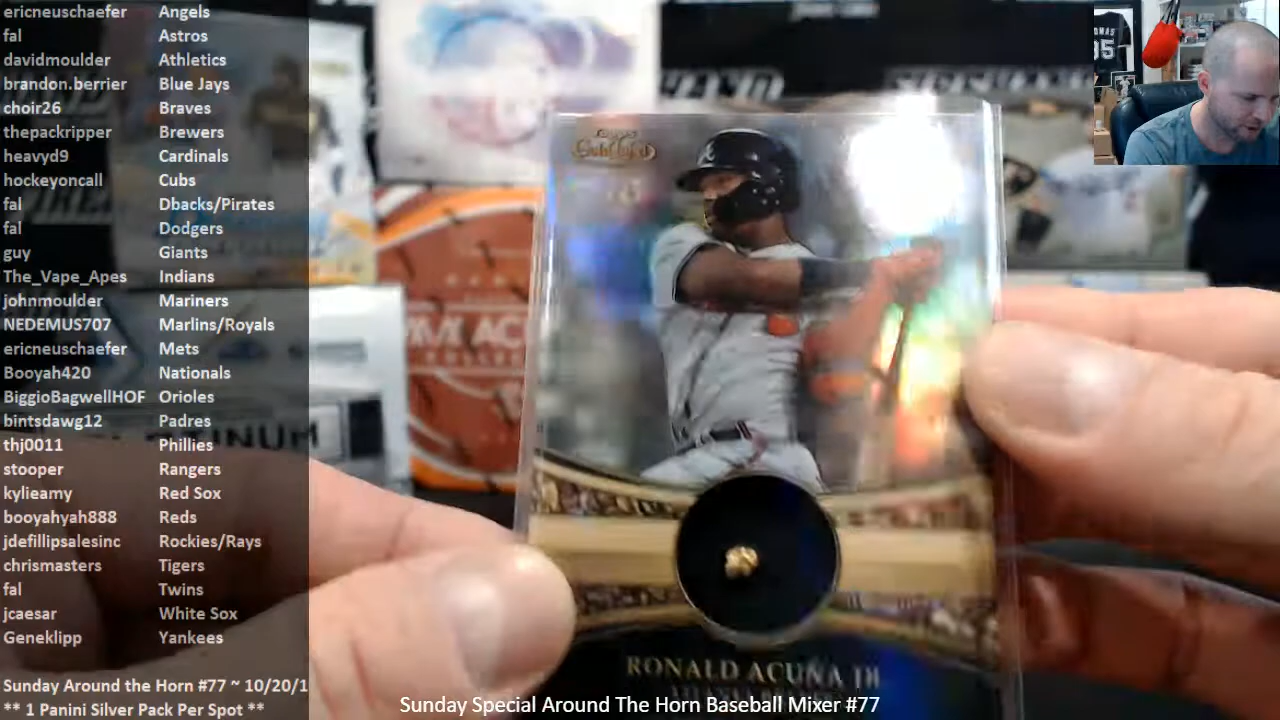 ericneuschaefer Angels
fal Astros
davidmoulder Athletics
brandon.berrier Blue Jays
choir26 Braves
thepackripper Brewers
heavyd9 Cardinals
hockeyoncall Cubs
fal Dbacks/Pirates
fal Dodgers
guy Giants
The_Vape_Apes Indians
johnmoulder Mariners
NEDEMUS707 Marlins/Royals
ericneuschaefer Mets
Booyah420 Nationals
BiggioBagwellHOF Orioles
bintsdawg12 Padres
thj0011 Phillies
stooper Rangers
kylieamy Red Sox
booyahyah888 Reds
jdefillipsalesinc Rockies/Rays
chrismasters Tigers
fal Twins
jcaesar White Sox
Geneklipp Yankees
Sunday Around the Horn #77 ~ 10/20/1
** 1 Panini Silver Pack Per Spot **
Gold Label
RONALD ACUÑA JR
Sunday Special Around The Horn Baseball Mixer #77